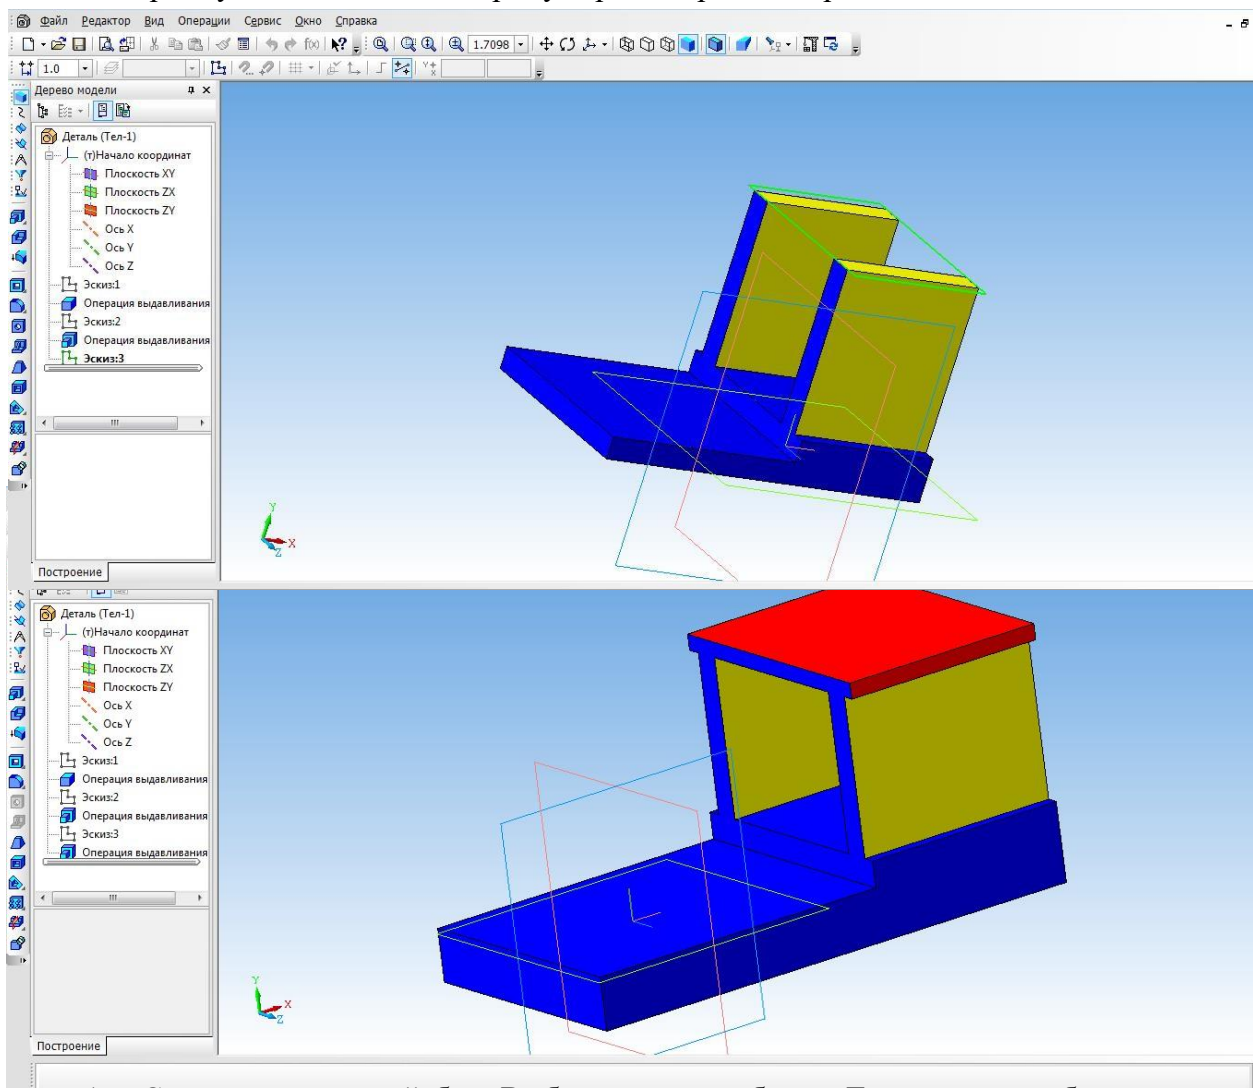 Файл Редактор Вид Операции Сервис Окно Справка
1.7098
1.0
Дерево модели
Деталь (Тел-1)
(т)Начало координат
Плоскость XY
Плоскость ZX
Плоскость ZY
Ось X
Ось Y
Ось Z
Эскиз:1
Операция выдавливания
Эскиз:2
Операция выдавливания
Эскиз:3
Y
X
Z
Построение
Деталь (Тел-1)
(т)Начало координат
Плоскость XY
Плоскость ZX
Плоскость ZY
Ось X
Ось Y
Ось Z
Эскиз:1
Операция выдавливания
Эскиз:2
Операция выдавливания
Эскиз:3
Операция выдавливания
Y
X
Z
Построение